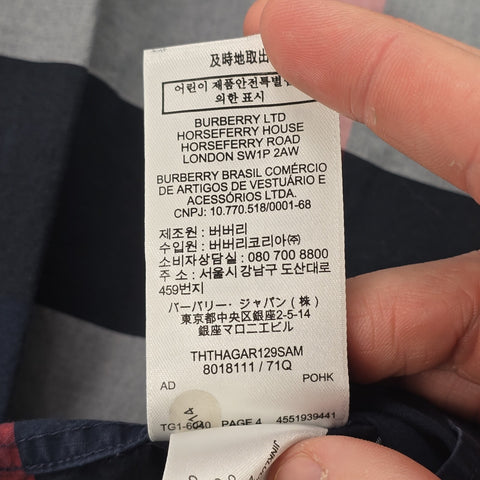 及時地取出
어린이 제품안전특별
의한 표시
BURBERRY LTD
HORSEFERRY HOUSE
HORSEFERRY ROAD
LONDON SW1P 2AW
BURBERRY BRASIL COMÉRCIO
DE ARTIGOS DE VESTUÁRIO E
ACESSÓRIOS LTDA.
CNPJ: 10.770.518/0001-68
제조원 : 버버리
수입원 : 버버리코리아㈜
소비자상담실 : 080 700 8800
주 소 : 서울시강남구 도산대로
459번지
バーバリー・ジャパン（株）
東京都中央区銀座2-5-14
銀座マロニエビル
THTHAGAR129SAM
8018111 / 71Q
AD POHK
TG1-6040 PAGE 4 4551939441